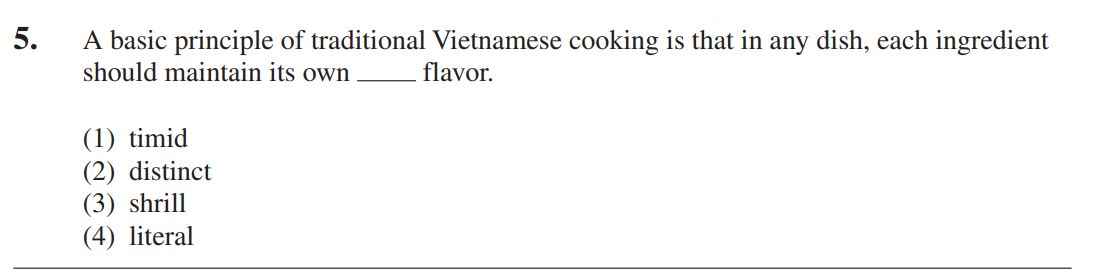 5. A basic principle of traditional Vietnamese cooking is that in any dish, each ingredient
should maintain its own _____ flavor.
(1) timid
(2) distinct
(3) shrill
(4) literal